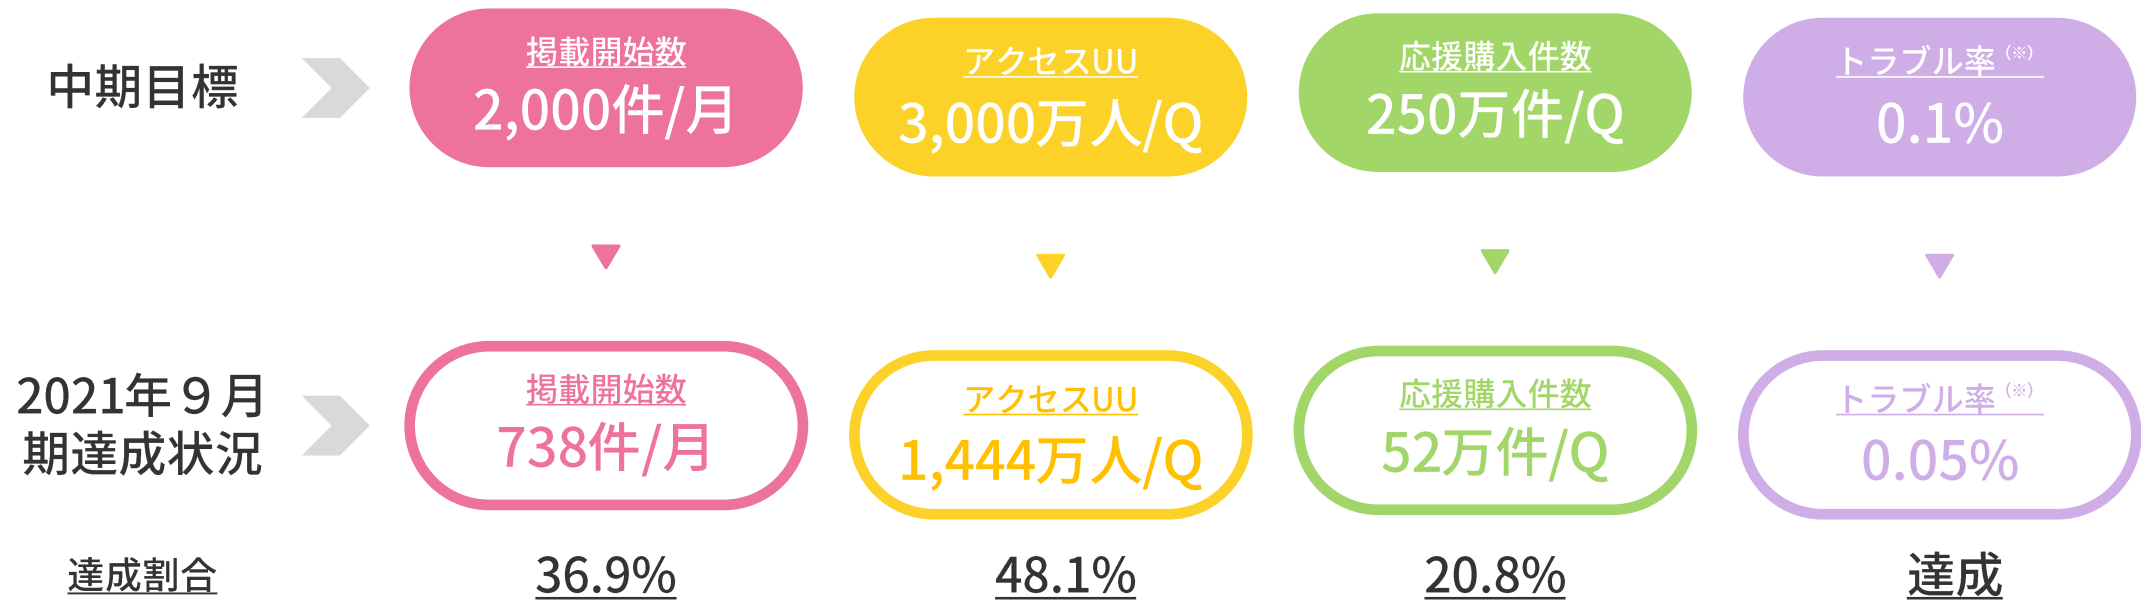 中期目標
掲載開始数
2,000件/月
アクセスUU
3,000万人/Q
応援購入件数
250万件/Q
トラブル率（※）
0.1%
2021年９月
期達成状況
掲載開始数
738件/月
アクセスUU
1,444万人/Q
応援購入件数
52万件/Q
トラブル率（※）
0.05%
達成割合
36.9%
48.1%
20.8%
達成